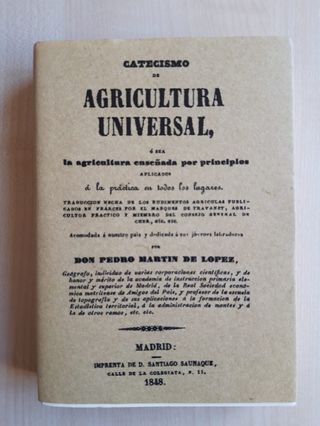 CATECISMO
DE
AGRICULTURA
UNIVERSAL,
ó sea
la agricultura enseñada por principios
APLICADOS
á la práctica en todos los lugares.
TRADUCCION HECHA DE LOS RUDIMENTOS AGRICOLAS PUBLI-
CADOS EN FRANCES POR EL MARQUES DE TRAVANET, AGRI-
CULTOR PRACTICO Y MIEMBRO DEL CONSEJO GENERAL DE
CHER, etc. etc.
Acomodada á nuestro pais y dedicada á sus jóvenes labradores
POR
DON PEDRO MARTIN DE LOPEZ,
Geógrafo, individuo de varias corporaciones científicas, y de
honor y mérito de la academia de instruccion primaria ele-
mental y superior de Madrid, de la Real Sociedad econó-
mica matritense de Amigos del Pais, y profesor de la escuela
de topografía y de sus aplicaciones á la formacion de la
Estadística territorial, á la administracion de montes y á
la de otros ramos, etc. etc.
MADRID:
IMPRENTA DE D. SANTIAGO SAUNAQUE,
CALLE DE LA COLEGIATA, N. 11.
1848.